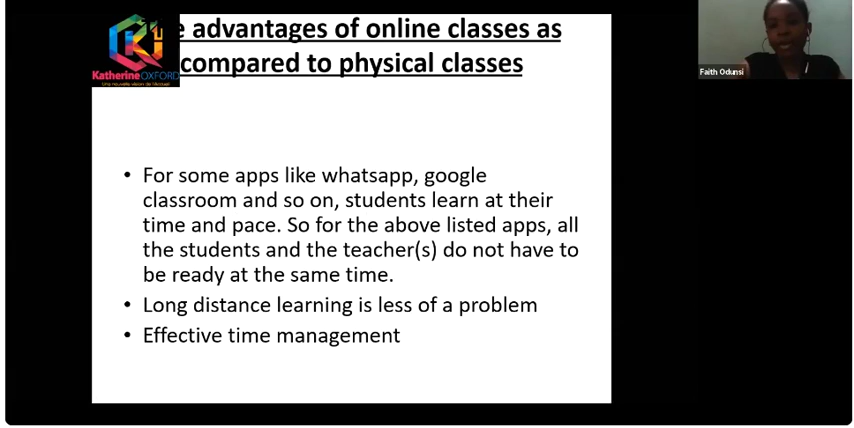 e advantages of online classes as
compared to physical classes
KatherineOXFORD
Faith Odunsi
• For some apps like whatsapp, google
classroom and so on, students learn at their
time and pace. So for the above listed apps, all
the students and the teacher(s) do not have to
be ready at the same time.
• Long distance learning is less of a problem
• Effective time management